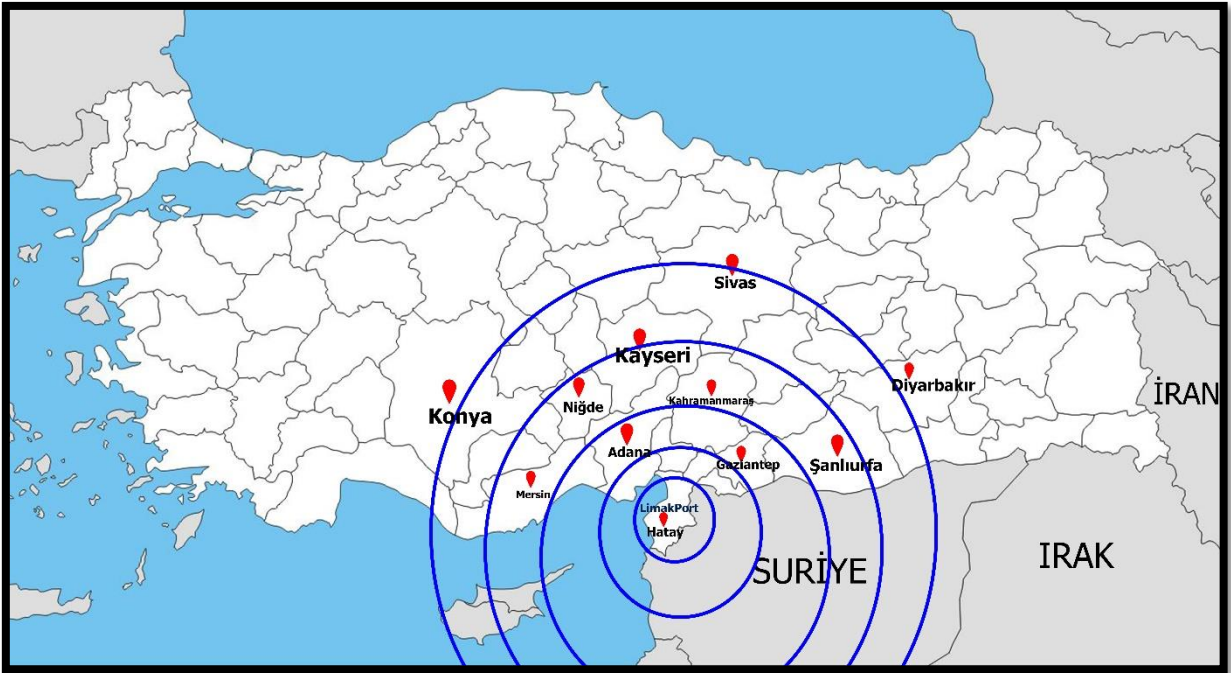 Sivas
Kayseri
Diyarbakır
İRAN
Konya
Niğde
Kahramanmaraş
Adana
Gaziantep
Şanlıurfa
Mersin
LimakPort
Hatay
SURİYE
IRAK